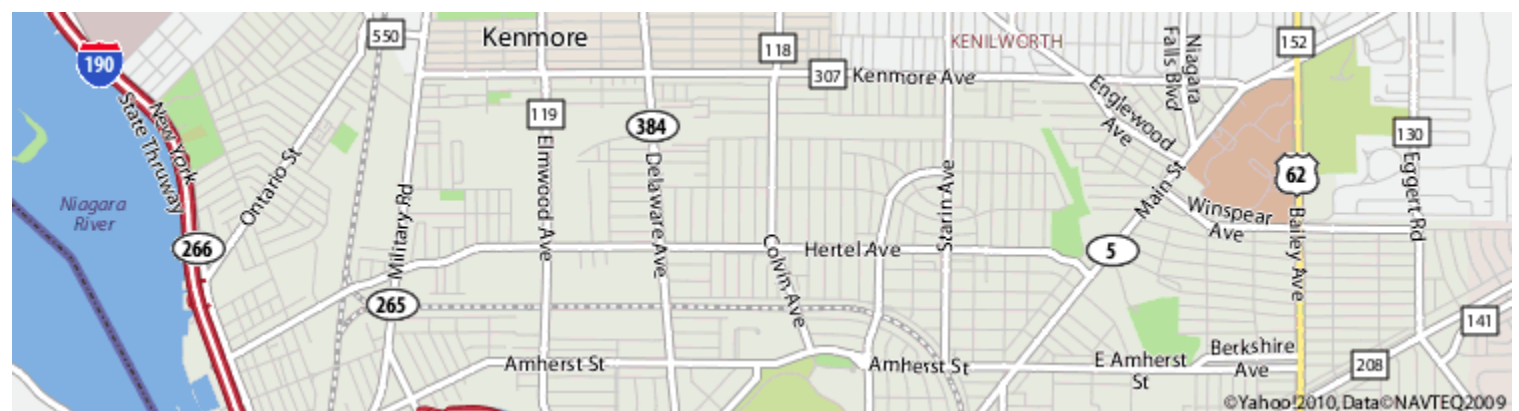 550
Kenmore
118
KENILWORTH
152
190
307
Kenmore Ave
Niagara
Falls Blvd
119
384
Englewood
Ave
130
New York
State Thruway
Ontario St
Military Rd
Elmwood Ave
Delaware Ave
Colvin Ave
Starin Ave
Main St
62
Eggert Rd
Niagara
River
Winspear
Ave
Bailey Ave
266
Hertel Ave
5
265
141
Amherst St
Amherst St
E Amherst
St
Berkshire
Ave
208
©Yahoo!2010, Data©NAVTEQ2009